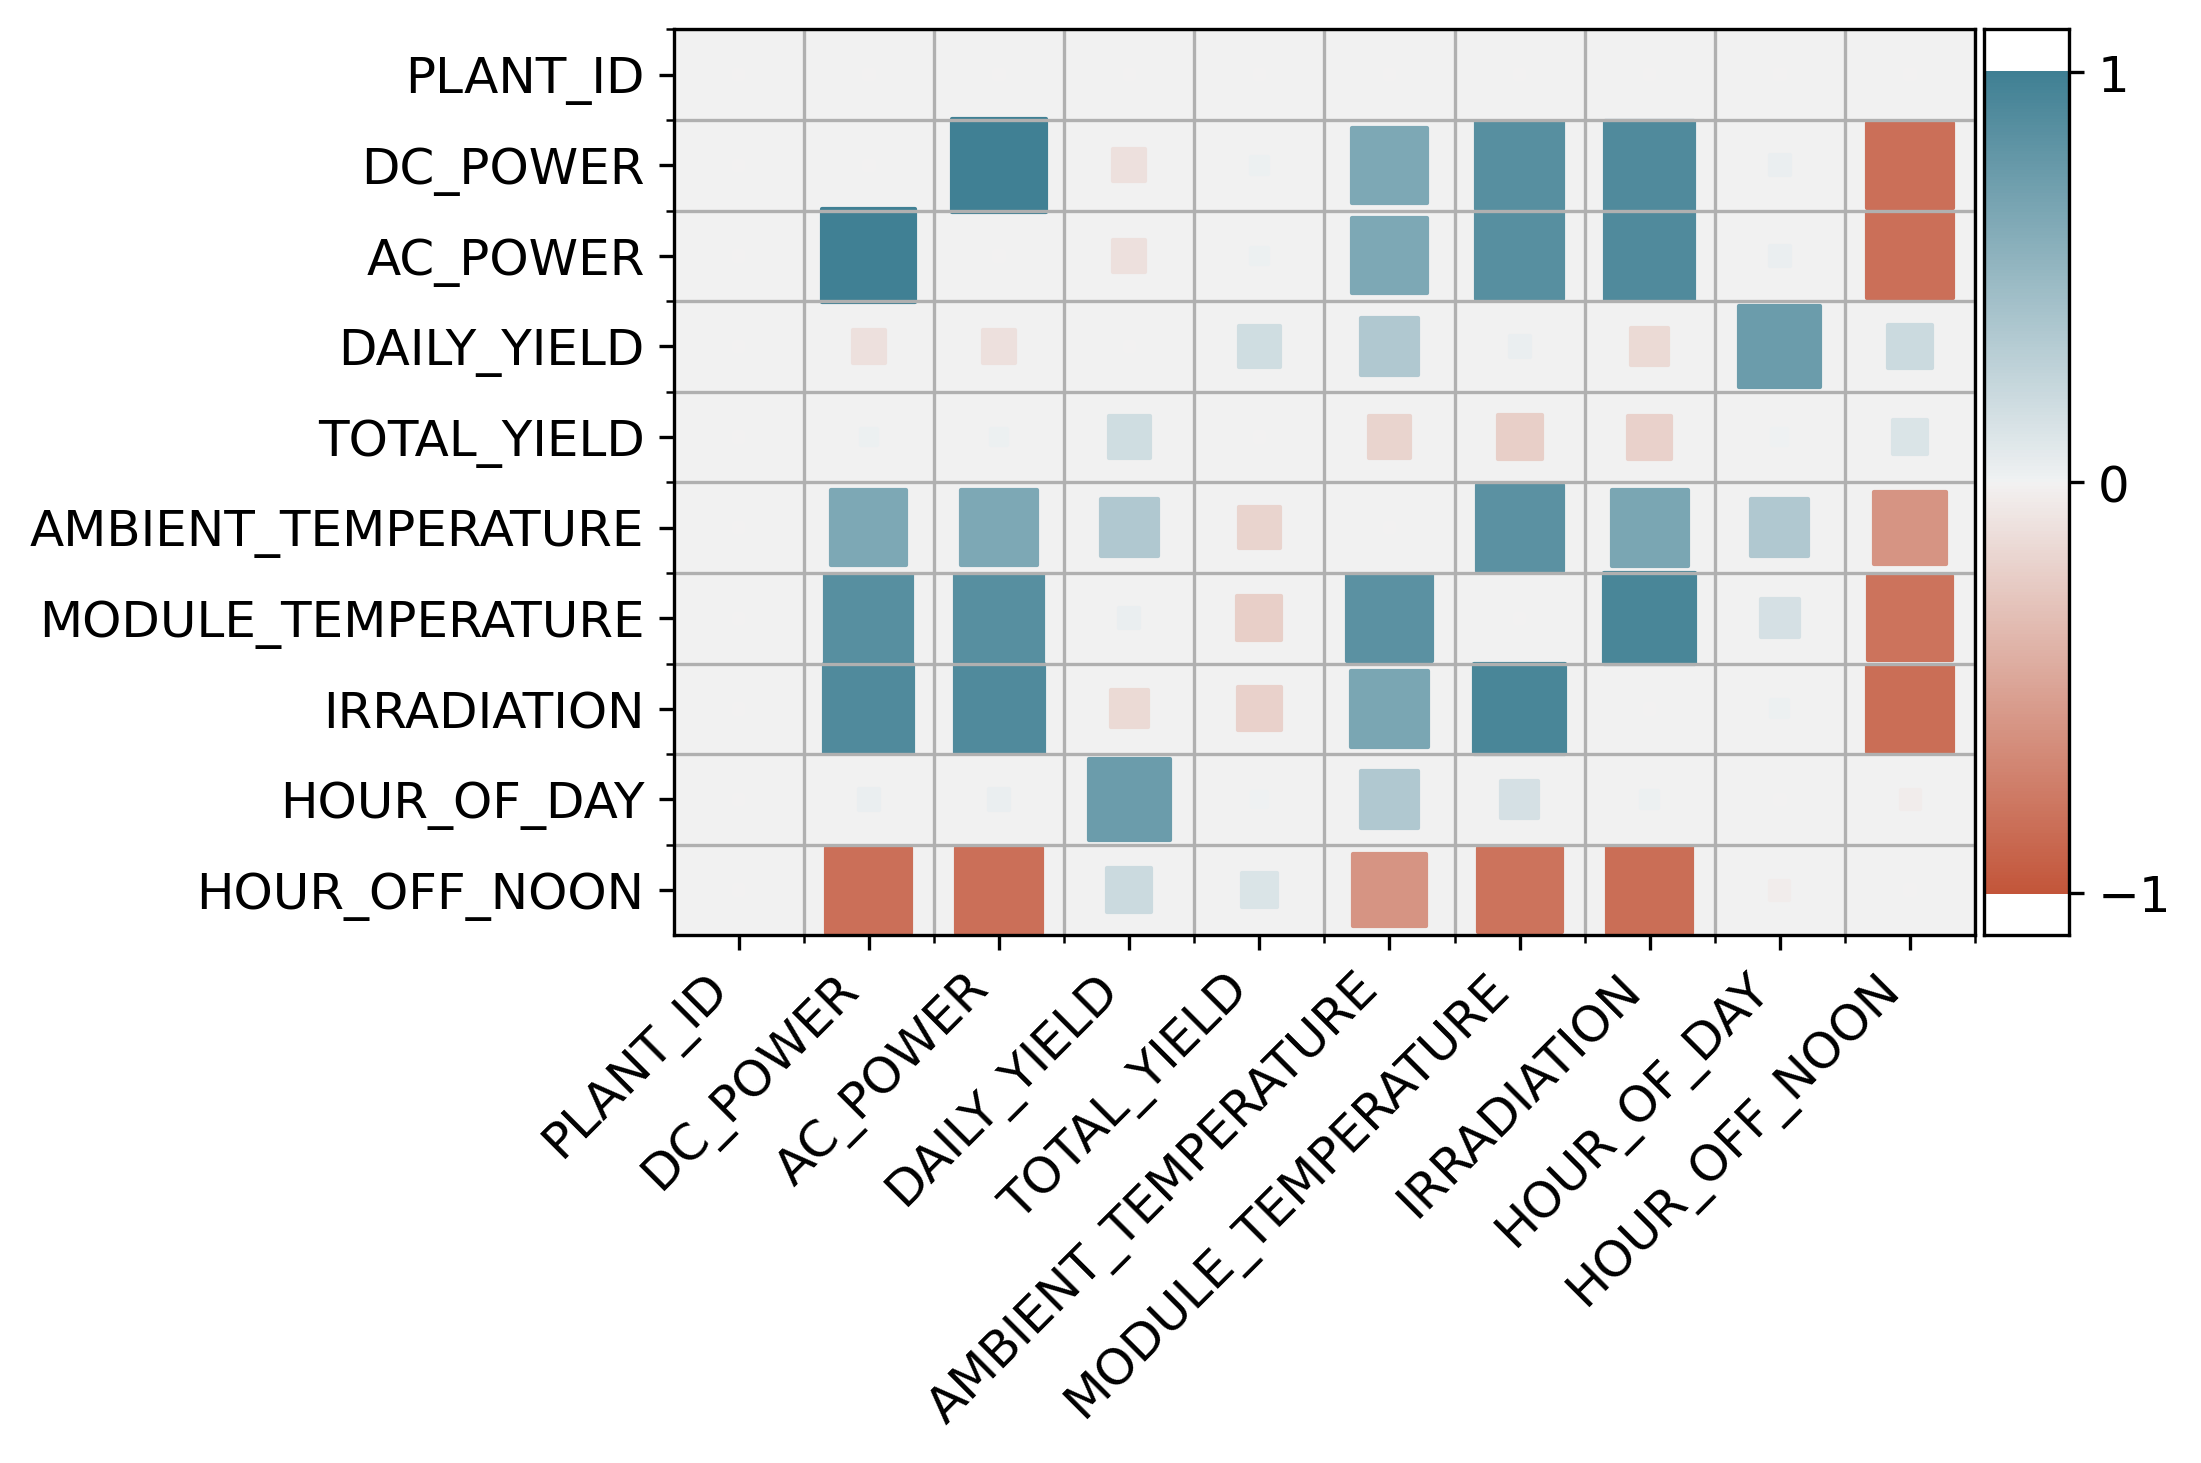 PLANT_ID
DC_POWER
AC_POWER
DAILY_YIELD
TOTAL_YIELD
AMBIENT_TEMPERATURE
MODULE_TEMPERATURE
IRRADIATION
HOUR_OF_DAY
HOUR_OFF_NOON
1
0
−1
PLANT_ID
DC_POWER
AC_POWER
DAILY_YIELD
TOTAL_YIELD
AMBIENT_TEMPERATURE
MODULE_TEMPERATURE
IRRADIATION
HOUR_OF_DAY
HOUR_OFF_NOON